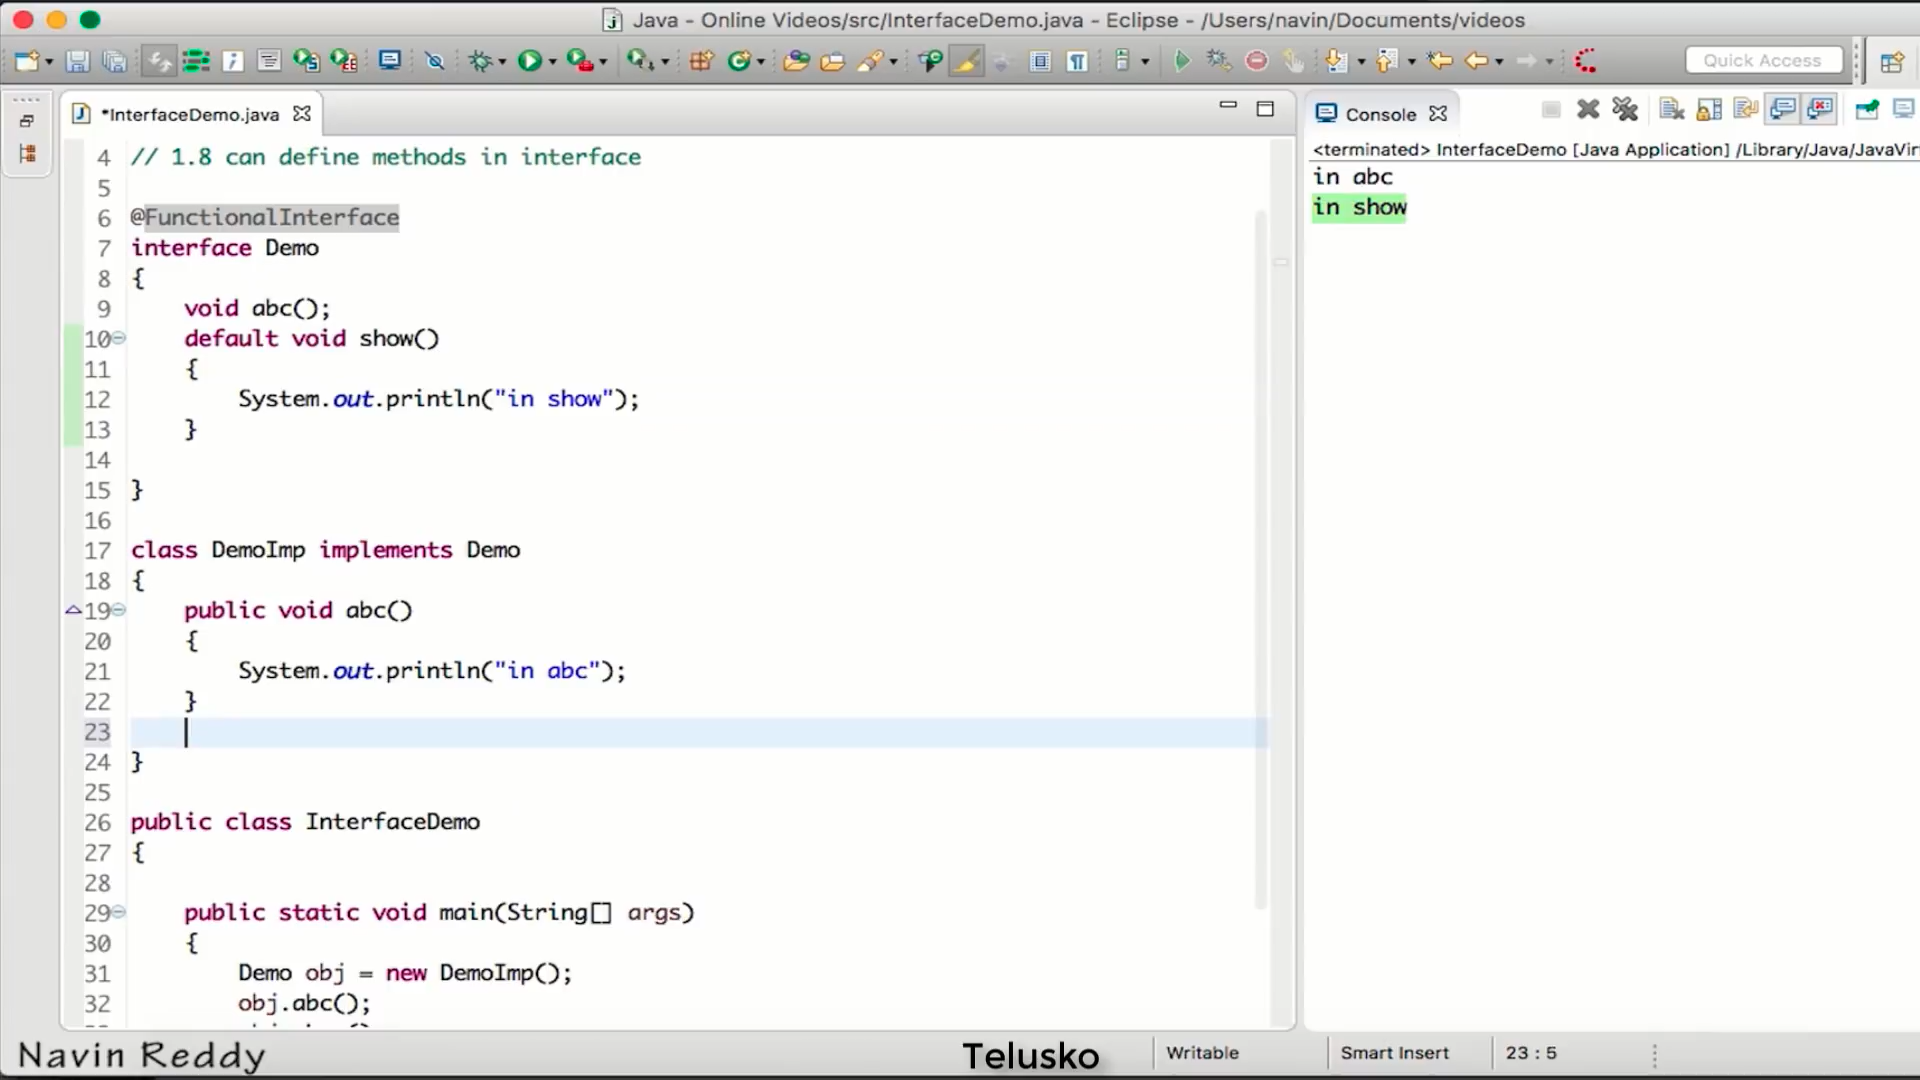 Java - Online Videos/src/InterfaceDemo.java - Eclipse - /Users/navin/Documents/videos
Quick Access
*InterfaceDemo.java
4 // 1.8 can define methods in interface
5
6 @FunctionalInterface
7 interface Demo
8 {
9 void abc();
10 default void show()
11 {
12 System.out.println("in show");
13 }
14
15 }
16
17 class DemoImp implements Demo
18 {
19 public void abc()
20 {
21 System.out.println("in abc");
22 }
23
24 }
25
26 public class InterfaceDemo
27 {
28
29 public static void main(String[] args)
30 {
31 Demo obj = new DemoImp();
32 obj.abc();
Console
<terminated> InterfaceDemo [Java Application] /Library/Java/JavaVir
in abc
in show
Navin Reddy
Telusko
Writable
Smart Insert
23 : 5